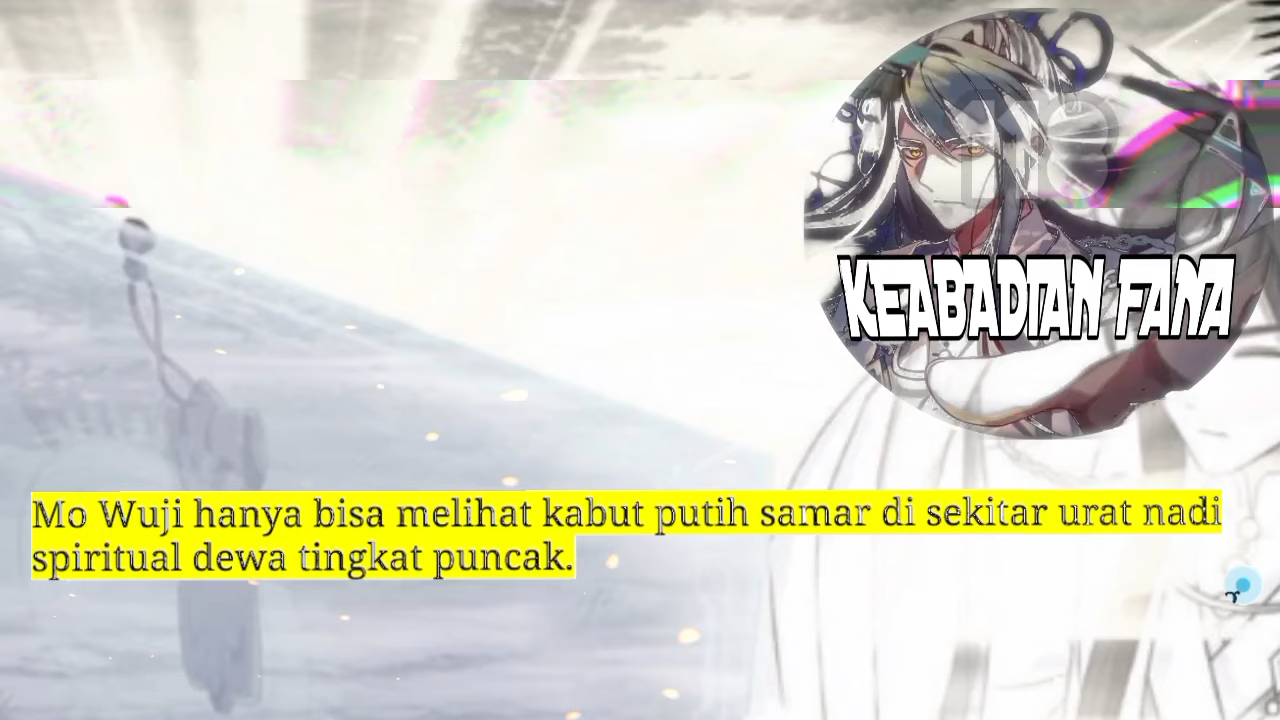 KEABADIAN FANA
Mo Wuji hanya bisa melihat kabut putih samar di sekitar urat nadi
spiritual dewa tingkat puncak.